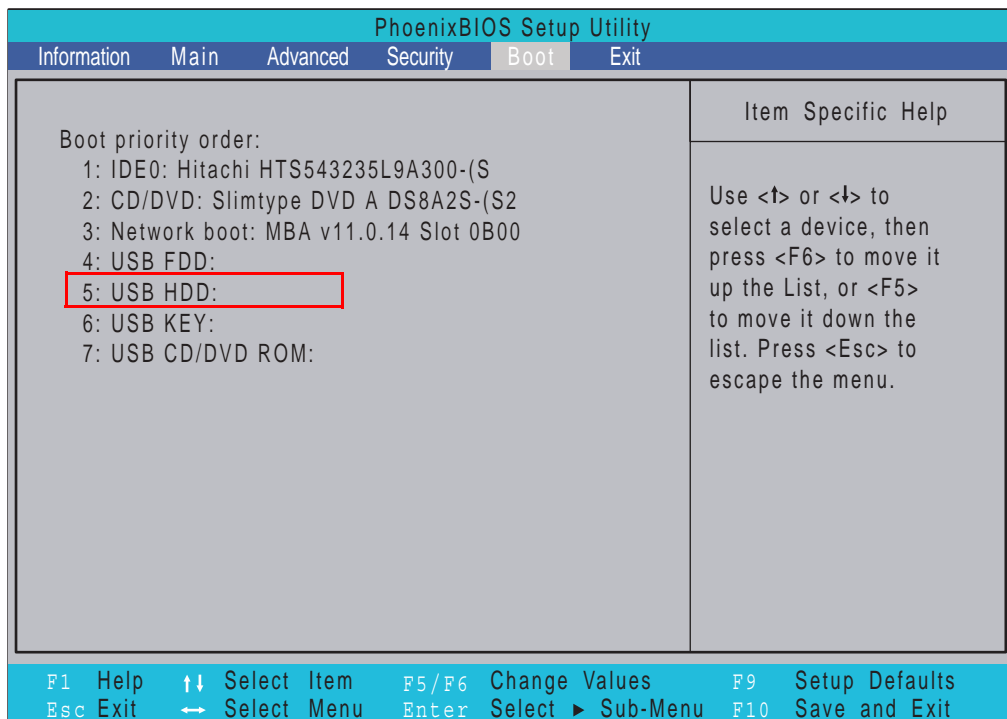 PhoenixBIOS Setup Utility
Information Main Advanced Security Boot Exit
Boot priority order:
1: IDE0: Hitachi HTS543235L9A300-(S
2: CD/DVD: Slimtype DVD A DS8A2S-(S2
3: Network boot: MBA v11.0.14 Slot 0B00
4: USB FDD:
5: USB HDD:
6: USB KEY:
7: USB CD/DVD ROM:
Item Specific Help
Use <↑> or <↓> to
select a device, then
press <F6> to move it
up the List, or <F5>
to move it down the
list. Press <Esc> to
escape the menu.
F1 Help ↑↓ Select Item F5/F6 Change Values F9 Setup Defaults
Esc Exit ↔ Select Menu Enter Select ► Sub-Menu F10 Save and Exit